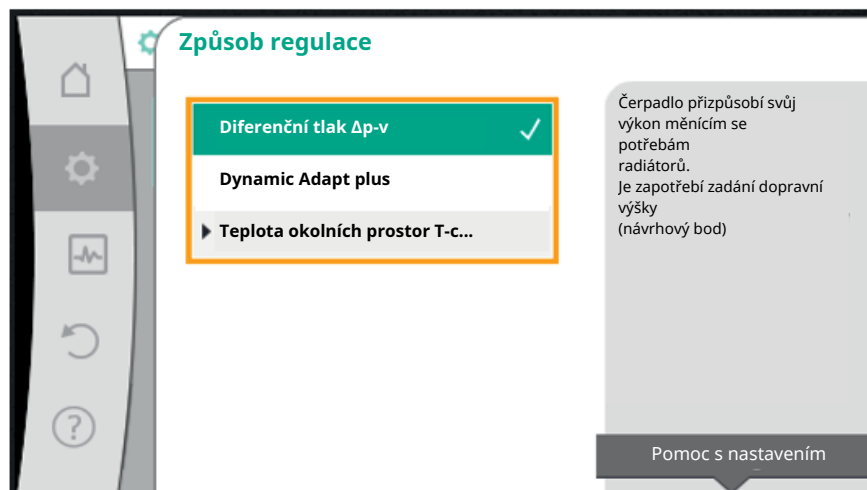 Způsob regulace
Diferenční tlak Δp-v
Dynamic Adapt plus
Teplota okolních prostor T-c...
Čerpadlo přizpůsobí svůj
výkon měnícím se
potřebám
radiátorů.
Je zapotřebí zadání dopravní
výšky
(návrhový bod)
Pomoc s nastavením